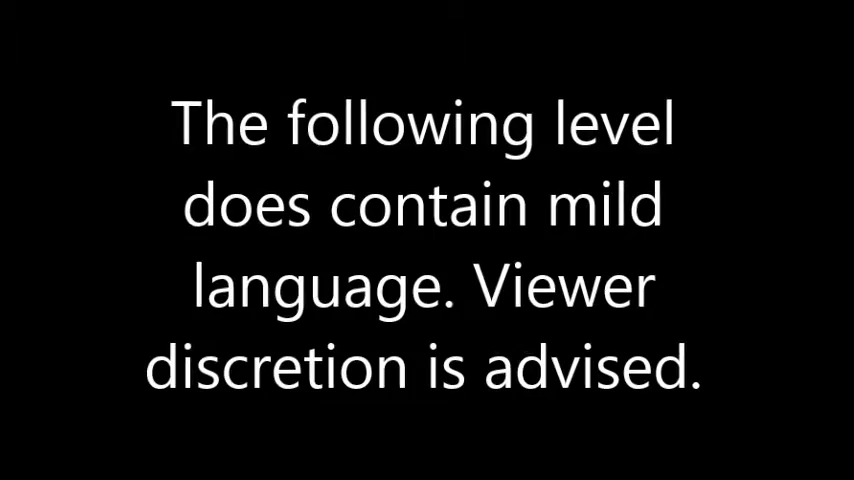 The following level
does contain mild
language. Viewer
discretion is advised.